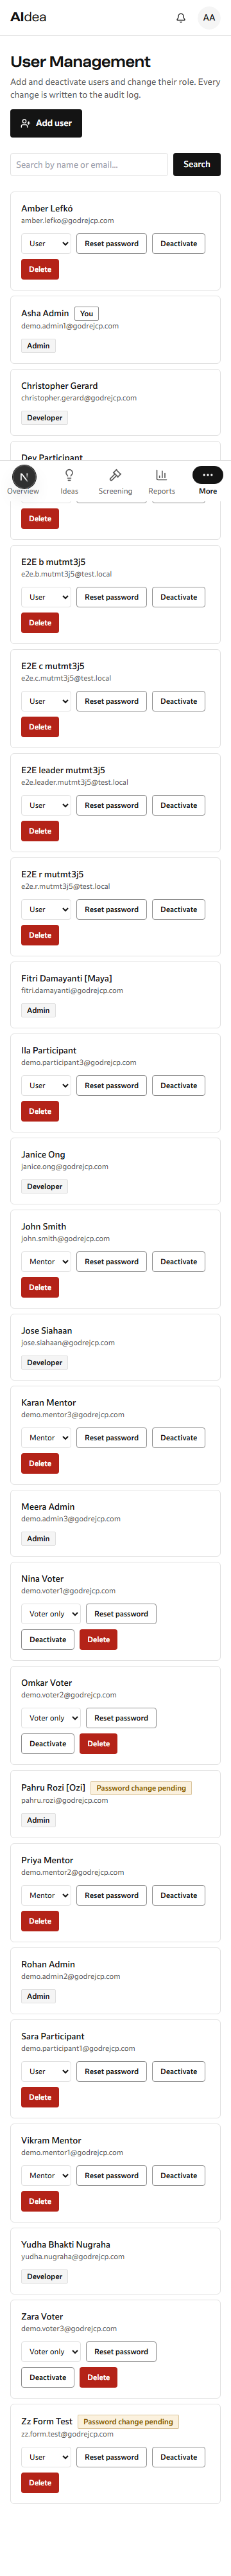 AIdea
AA
User Management
Add and deactivate users and change their role. Every
change is written to the audit log.
Add user
Search by name or email...
Search
Amber Lefkó
amber.lefko@godrejcp.com
User Reset password Deactivate
Delete
Asha Admin You
demo.admin1@godrejcp.com
Admin
Christopher Gerard
christopher.gerard@godrejcp.com
Developer
Dev Participant
N
Overview Ideas Screening Reports More
Delete
E2E b mutmt3j5
e2e.b.mutmt3j5@test.local
User Reset password Deactivate
Delete
E2E c mutmt3j5
e2e.c.mutmt3j5@test.local
User Reset password Deactivate
Delete
E2E leader mutmt3j5
e2e.leader.mutmt3j5@test.local
User Reset password Deactivate
Delete
E2E r mutmt3j5
e2e.r.mutmt3j5@test.local
User Reset password Deactivate
Delete
Fitri Damayanti [Maya]
fitri.damayanti@godrejcp.com
Admin
Ila Participant
demo.participant3@godrejcp.com
User Reset password Deactivate
Delete
Janice Ong
janice.ong@godrejcp.com
Developer
John Smith
john.smith@godrejcp.com
Mentor Reset password Deactivate
Delete
Jose Siahaan
jose.siahaan@godrejcp.com
Developer
Karan Mentor
demo.mentor3@godrejcp.com
Mentor Reset password Deactivate
Delete
Meera Admin
demo.admin3@godrejcp.com
Admin
Nina Voter
demo.voter1@godrejcp.com
Voter only Reset password
Deactivate Delete
Omkar Voter
demo.voter2@godrejcp.com
Voter only Reset password
Deactivate Delete
Pahru Rozi [Ozi] Password change pending
pahru.rozi@godrejcp.com
Admin
Priya Mentor
demo.mentor2@godrejcp.com
Mentor Reset password Deactivate
Delete
Rohan Admin
demo.admin2@godrejcp.com
Admin
Sara Participant
demo.participant1@godrejcp.com
User Reset password Deactivate
Delete
Vikram Mentor
demo.mentor1@godrejcp.com
Mentor Reset password Deactivate
Delete
Yudha Bhakti Nugraha
yudha.nugraha@godrejcp.com
Developer
Zara Voter
demo.voter3@godrejcp.com
Voter only Reset password
Deactivate Delete
Zz Form Test Password change pending
zz.form.test@godrejcp.com
User Reset password Deactivate
Delete